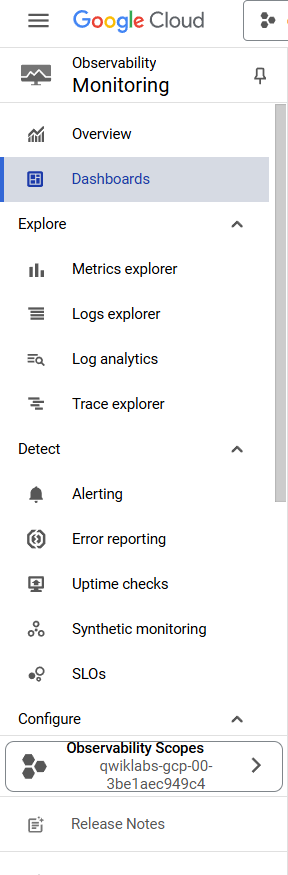 Google Cloud
Observability
Monitoring
Overview
Dashboards
Explore
Metrics explorer
Logs explorer
Log analytics
Trace explorer
Detect
Alerting
Error reporting
Uptime checks
Synthetic monitoring
SLOs
Configure
Observability Scopes
qwiklabs-gcp-00-
3be1aec949c4
Release Notes